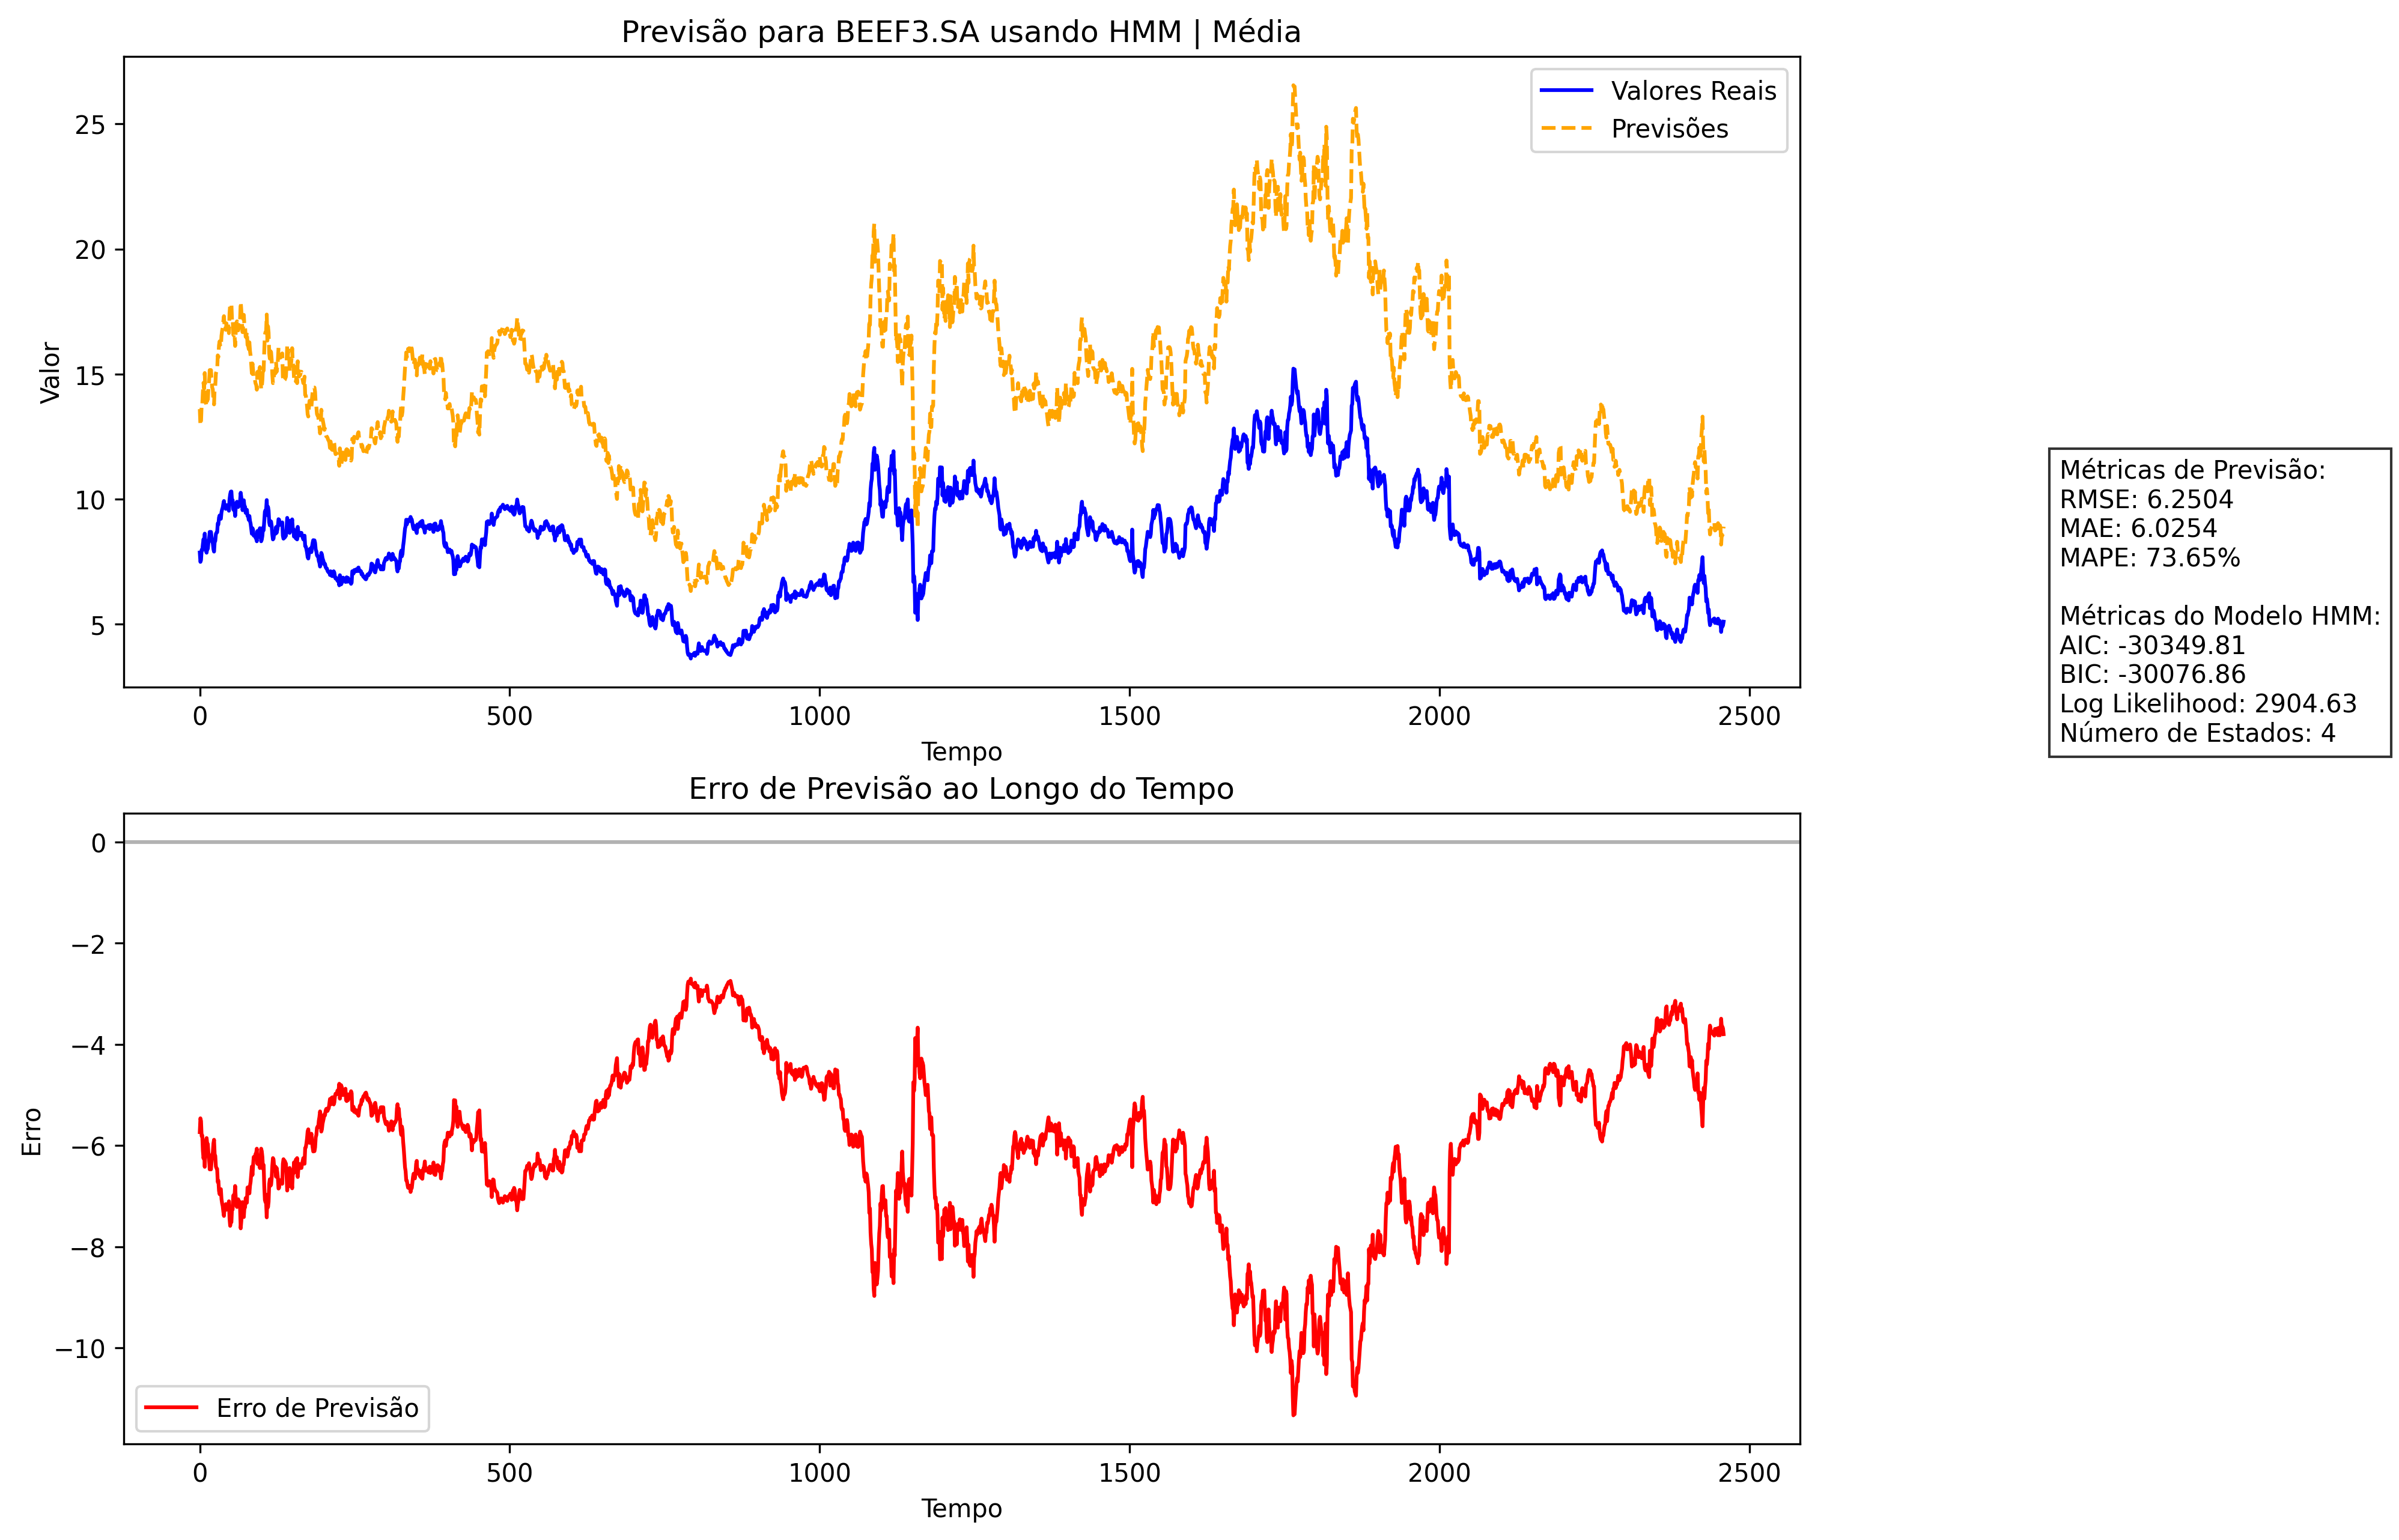 Previsão para BEEF3.SA usando HMM | Média
Valor
25
20
15
10
5
Valores Reais
Previsões
0 500 1000 1500 2000 2500
Tempo
Métricas de Previsão:
RMSE: 6.2504
MAE: 6.0254
MAPE: 73.65%
Métricas do Modelo HMM:
AIC: -30349.81
BIC: -30076.86
Log Likelihood: 2904.63
Número de Estados: 4
Erro de Previsão ao Longo do Tempo
Erro
0
−2
−4
−6
−8
−10
Erro de Previsão
0 500 1000 1500 2000 2500
Tempo